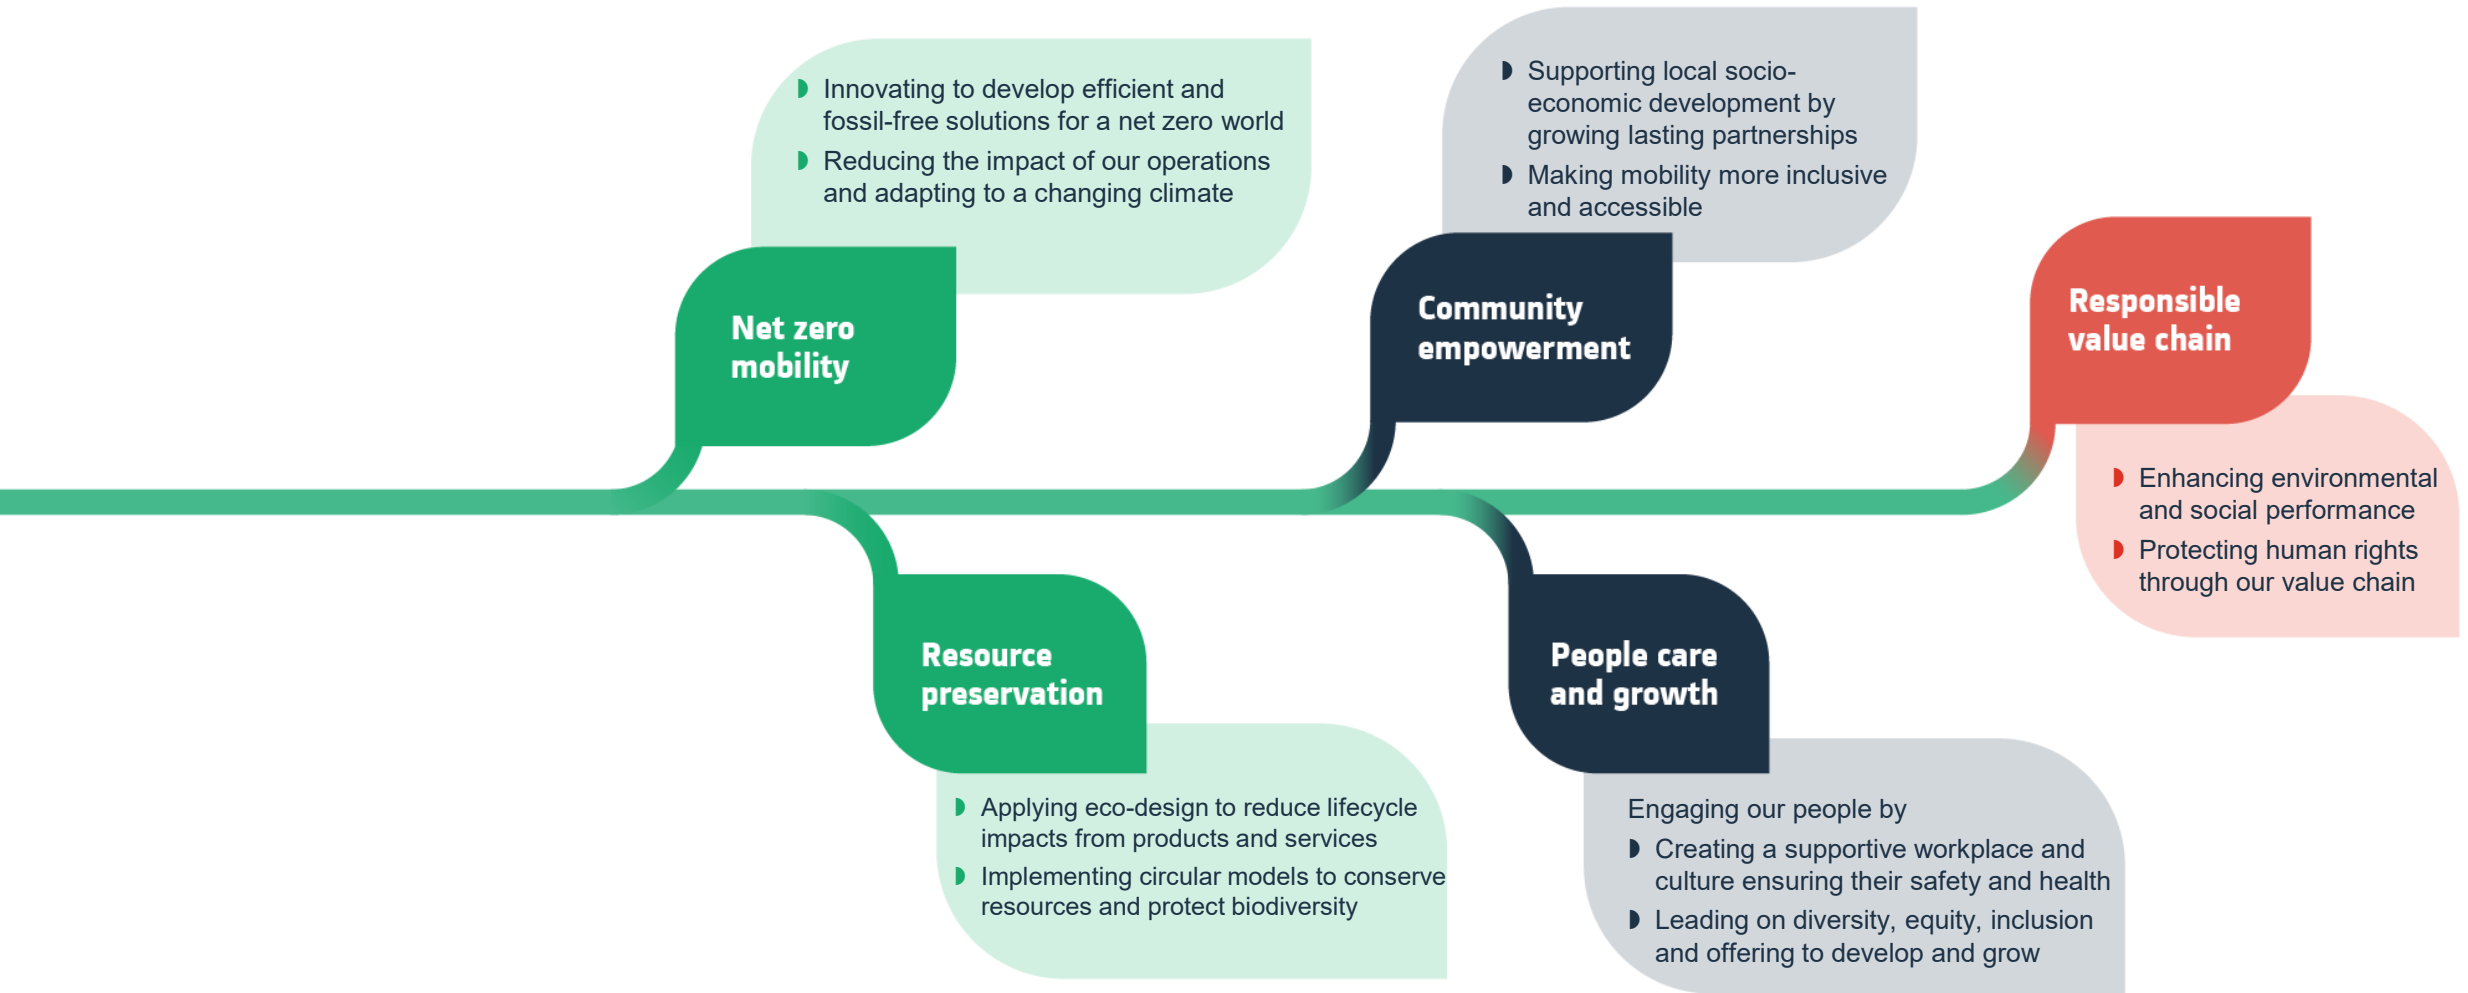 Innovating to develop efficient and
fossil-free solutions for a net zero world
Reducing the impact of our operations
and adapting to a changing climate
Net zero
mobility
Supporting local socio-
economic development by
growing lasting partnerships
Making mobility more inclusive
and accessible
Community
empowerment
Responsible
value chain
Enhancing environmental
and social performance
Protecting human rights
through our value chain
Resource
preservation
Applying eco-design to reduce lifecycle
impacts from products and services
Implementing circular models to conserve
resources and protect biodiversity
People care
and growth
Engaging our people by
Creating a supportive workplace and
culture ensuring their safety and health
Leading on diversity, equity, inclusion
and offering to develop and grow